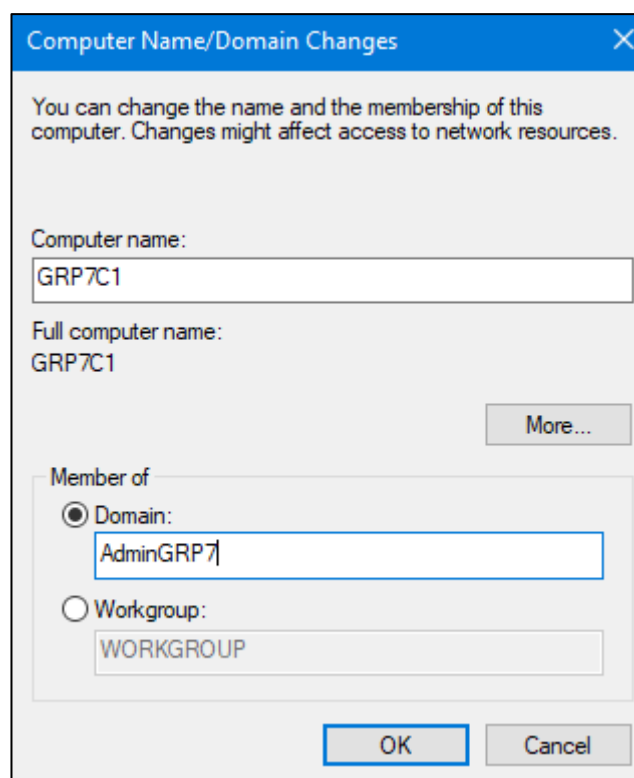 Computer Name/Domain Changes
You can change the name and the membership of this
computer. Changes might affect access to network resources.
Computer name:
GRP7C1
Full computer name:
GRP7C1
More...
Member of
Domain:
AdminGRP7
Workgroup:
WORKGROUP
OK
Cancel